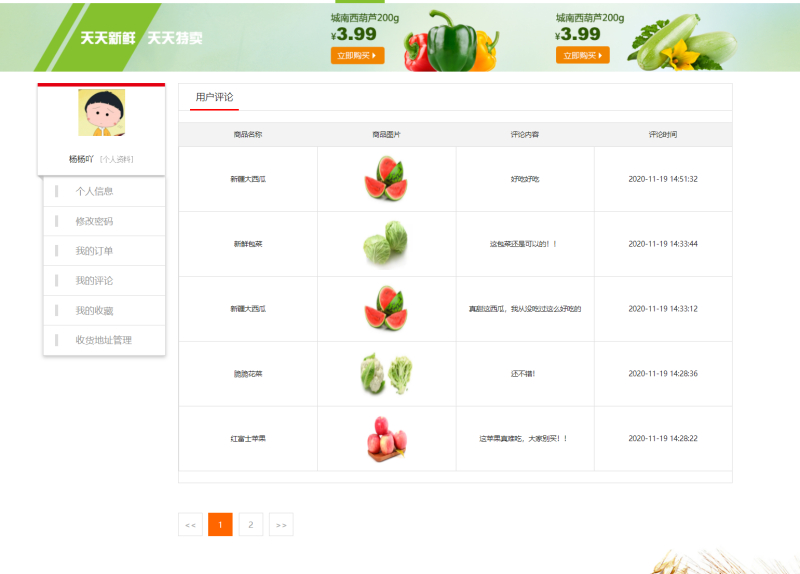 天天新鲜 天天特卖
城南西葫芦200g
¥3.99
立即购买
城南西葫芦200g
¥3.99
立即购买
杨杨吖 [个人资料]
个人信息
修改密码
我的订单
我的评论
我的收藏
收货地址管理
用户评论
商品名称 商品图片 评论内容 评论时间
新疆大西瓜 好吃好吃 2020-11-19 14:51:32
新鲜包菜 这包菜还是可以的！！ 2020-11-19 14:33:44
新疆大西瓜 真甜这西瓜，我从没吃过这么好吃的 2020-11-19 14:33:12
脆脆花菜 还不错! 2020-11-19 14:28:36
红富士苹果 这苹果真难吃，大家别买！！ 2020-11-19 14:28:22
<< 1 2 >>